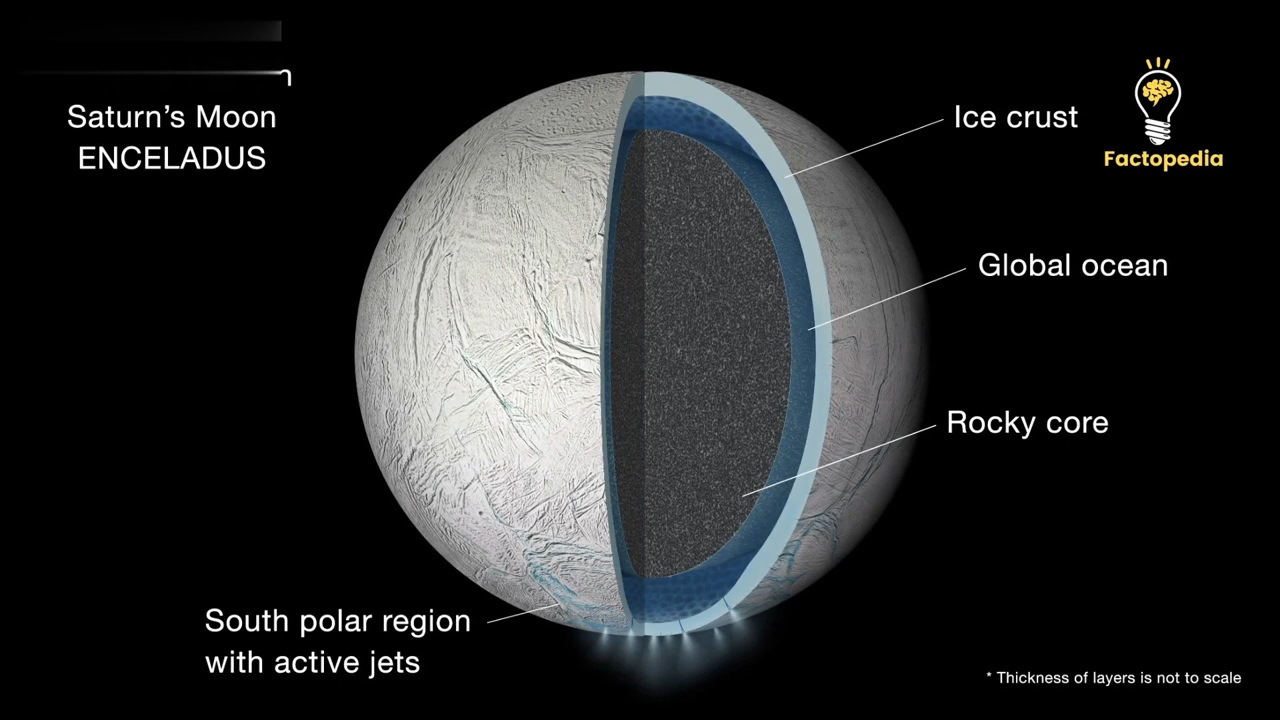 Saturn’s Moon
ENCELADUS
Ice crust
Factopedia
Global ocean
Rocky core
South polar region
with active jets
* Thickness of layers is not to scale